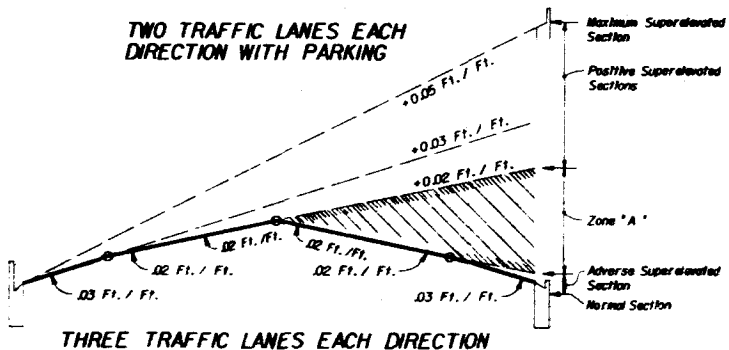 TWO TRAFFIC LANES EACH
DIRECTION WITH PARKING
Maximum Superelevated
Section
Positive Superelevated
Sections
+0.05 Ft. / Ft.
+0.03 Ft. / Ft.
+0.02 Ft. / Ft.
Zone "A"
.02 Ft./Ft.
.02 Ft./Ft.
.02 Ft. / Ft.
.02 Ft. / Ft.
.03 Ft. / Ft.
.03 Ft. / Ft.
Adverse Superelevated
Section
Normal Section
THREE TRAFFIC LANES EACH DIRECTION